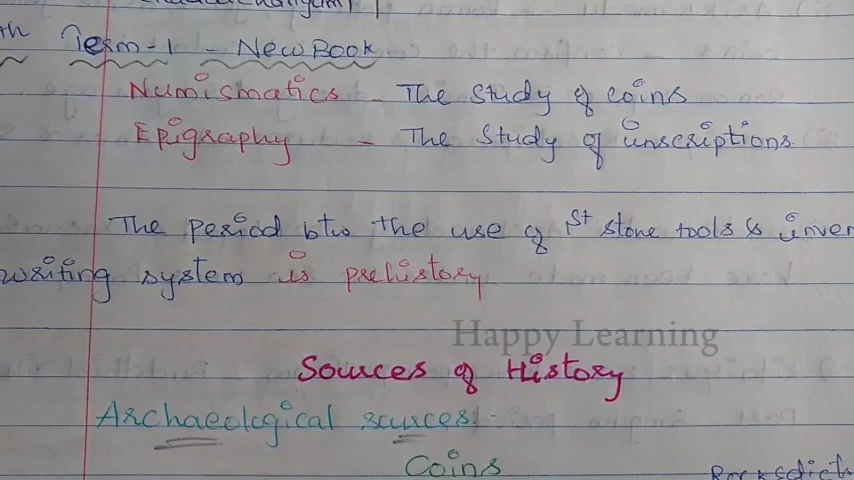 th Term-1 - New Book
Numismatics - The study of coins
Epigraphy - The study of inscriptions
The period btw the use of 1st stone tools & inven
writing system is prehistory
Happy Learning
Sources of History
Archaeological sources:-
Coins